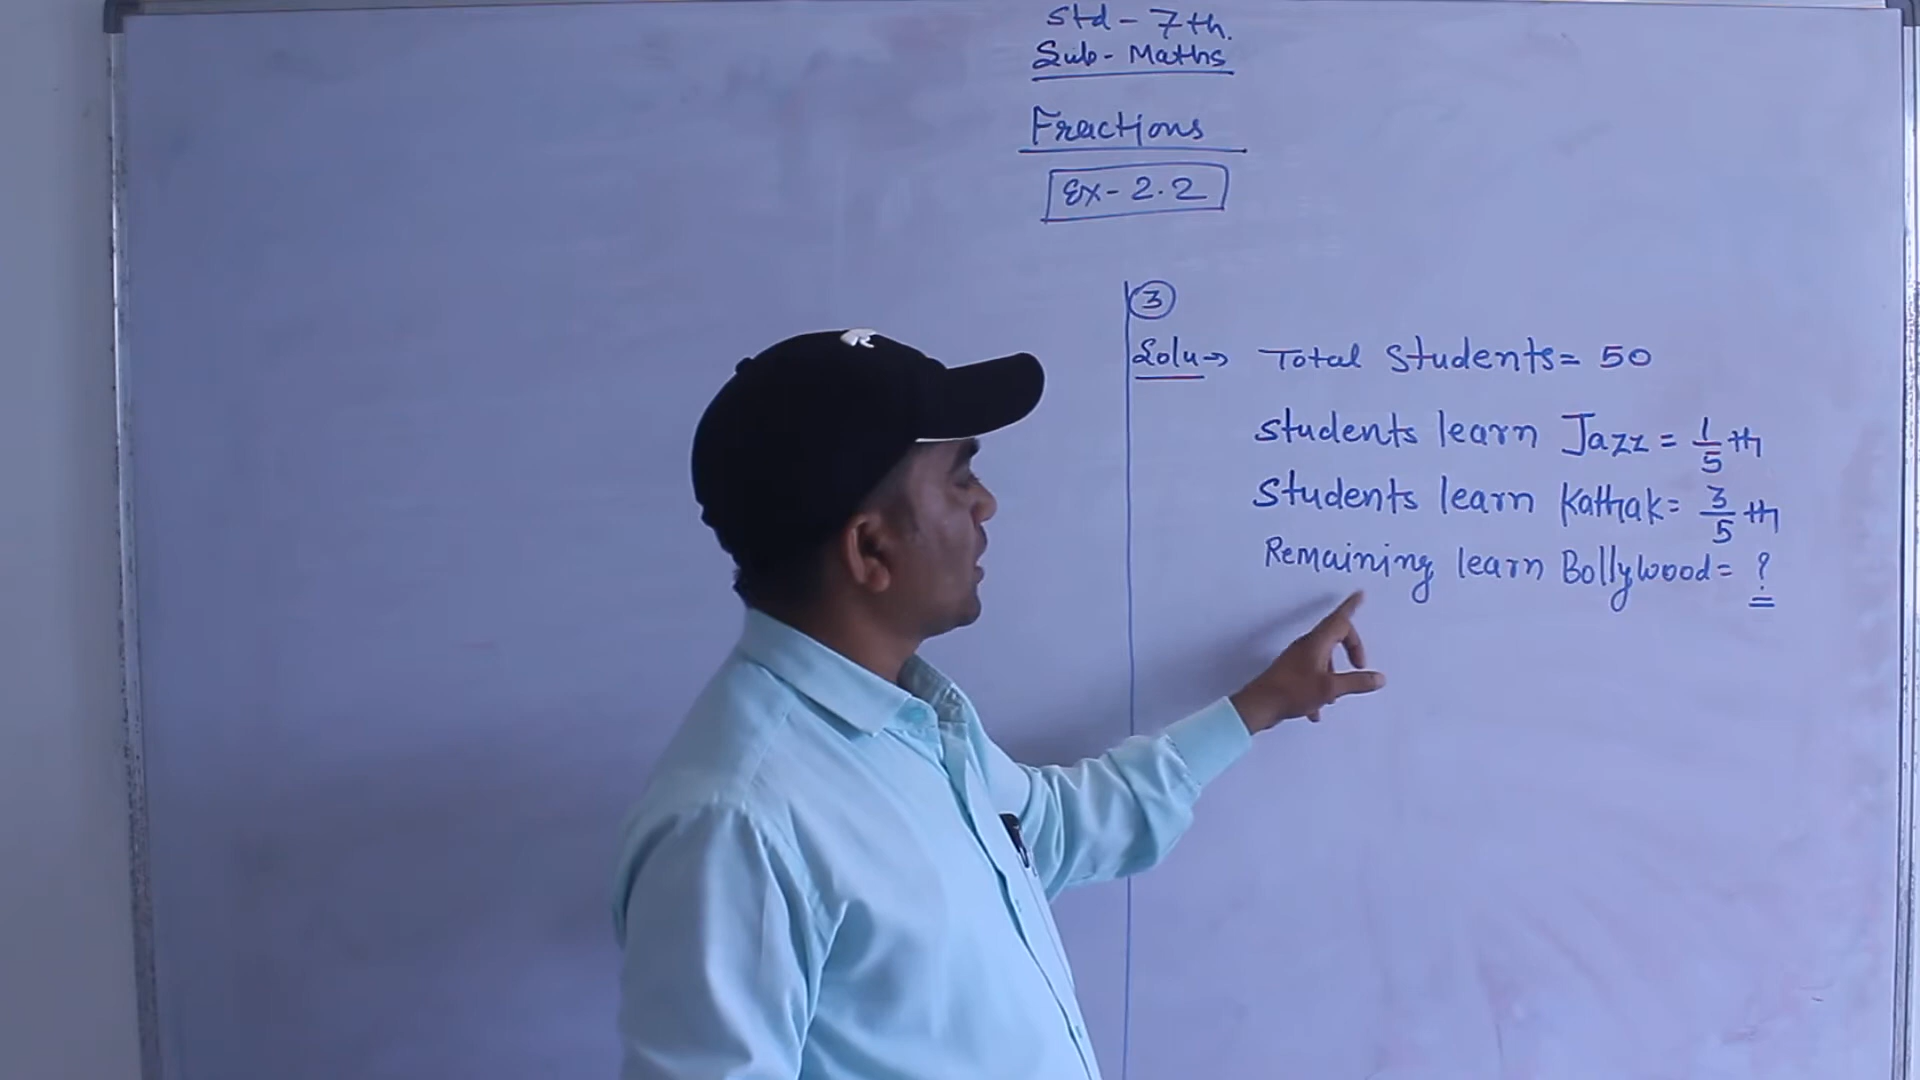 Std - 7th.
Sub - Maths
Fractions
Ex - 2.2
3
Solu → Total Students = 50
Students learn Jazz = 1/5 th
Students learn Kathak = 3/5 th
Remaining learn Bollywood = ?